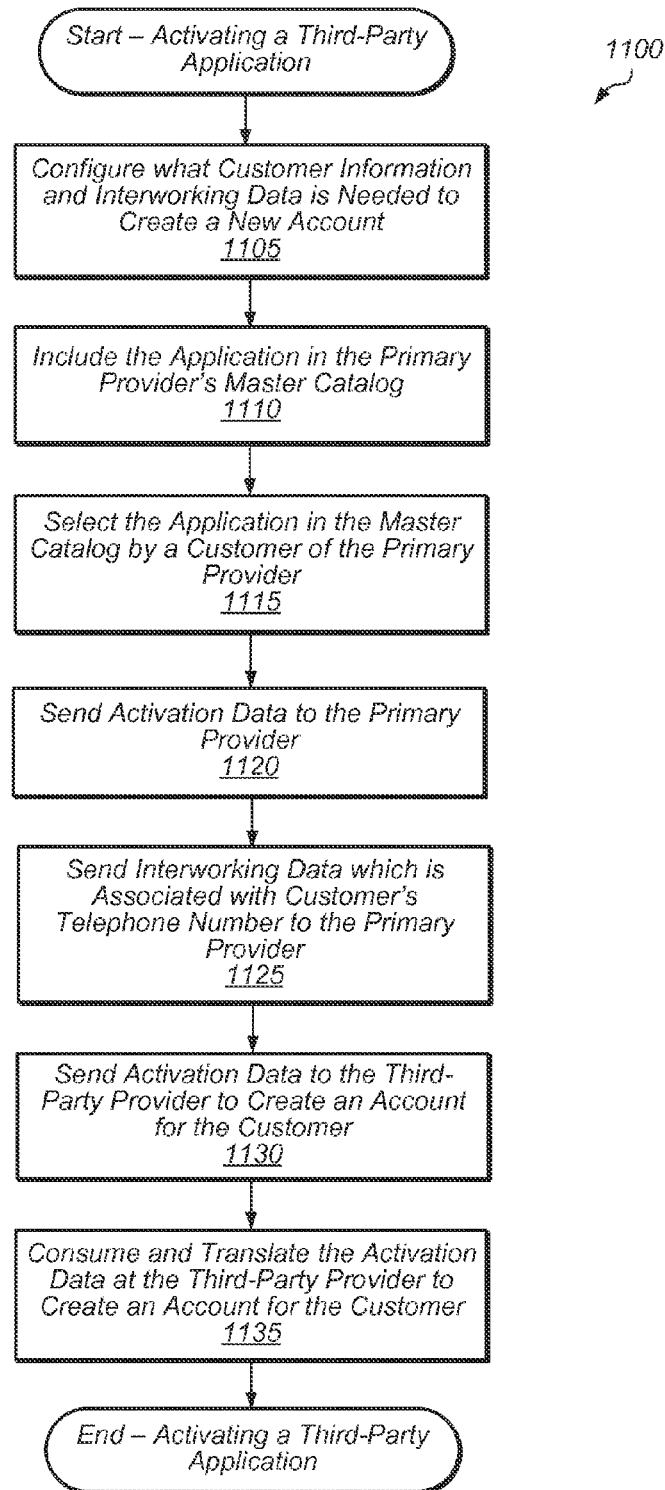 Start – Activating a Third-Party
Application
1100
Configure what Customer Information
and Interworking Data is Needed to
Create a New Account
1105
Include the Application in the Primary
Provider's Master Catalog
1110
Select the Application in the Master
Catalog by a Customer of the Primary
Provider
1115
Send Activation Data to the Primary
Provider
1120
Send Interworking Data which is
Associated with Customer's
Telephone Number to the Primary
Provider
1125
Send Activation Data to the Third-
Party Provider to Create an Account
for the Customer
1130
Consume and Translate the Activation
Data at the Third-Party Provider to
Create an Account for the Customer
1135
End – Activating a Third-Party
Application